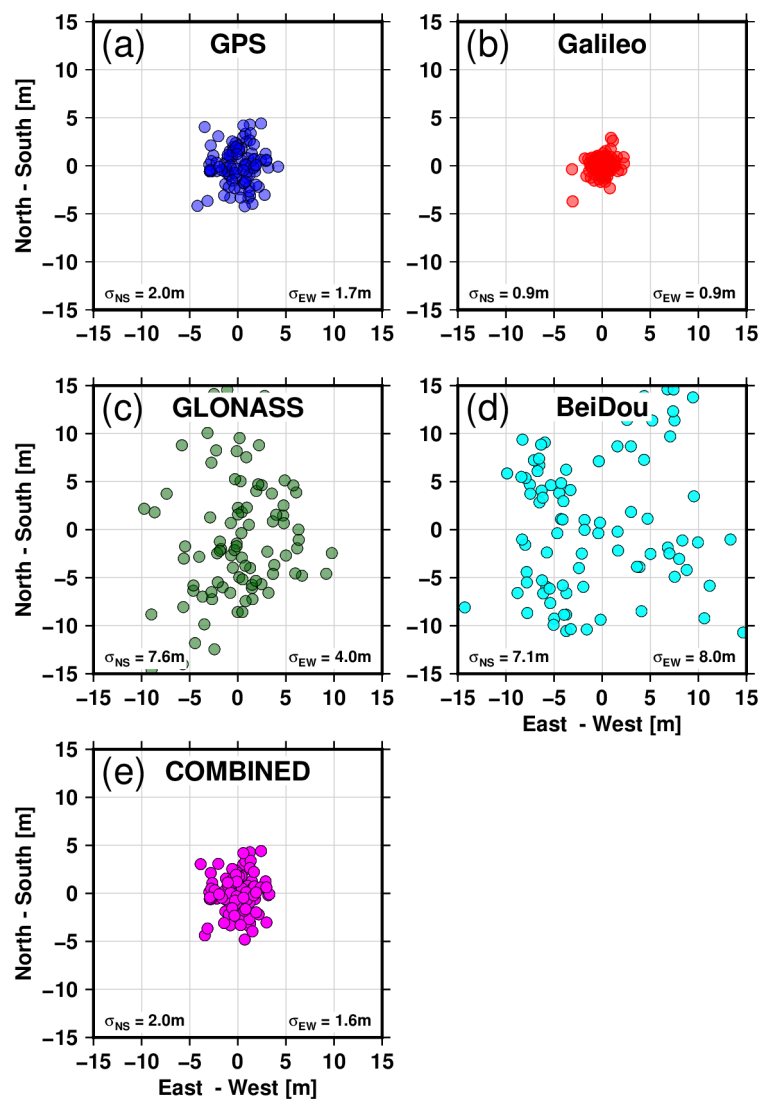 (a) GPS
15
10
5
0
−5
−10
−15
North - South [m]
σNS = 2.0m σEW = 1.7m
−15 −10 −5 0 5 10 15
(b) Galileo
15
10
5
0
−5
−10
−15
σNS = 0.9m σEW = 0.9m
−15 −10 −5 0 5 10 15
(c) GLONASS
15
10
5
0
−5
−10
−15
North - South [m]
σNS = 7.6m σEW = 4.0m
−15 −10 −5 0 5 10 15
(d) BeiDou
15
10
5
0
−5
−10
−15
σNS = 7.1m σEW = 8.0m
−15 −10 −5 0 5 10 15
East - West [m]
(e) COMBINED
15
10
5
0
−5
−10
−15
North - South [m]
σNS = 2.0m σEW = 1.6m
−15 −10 −5 0 5 10 15
East - West [m]